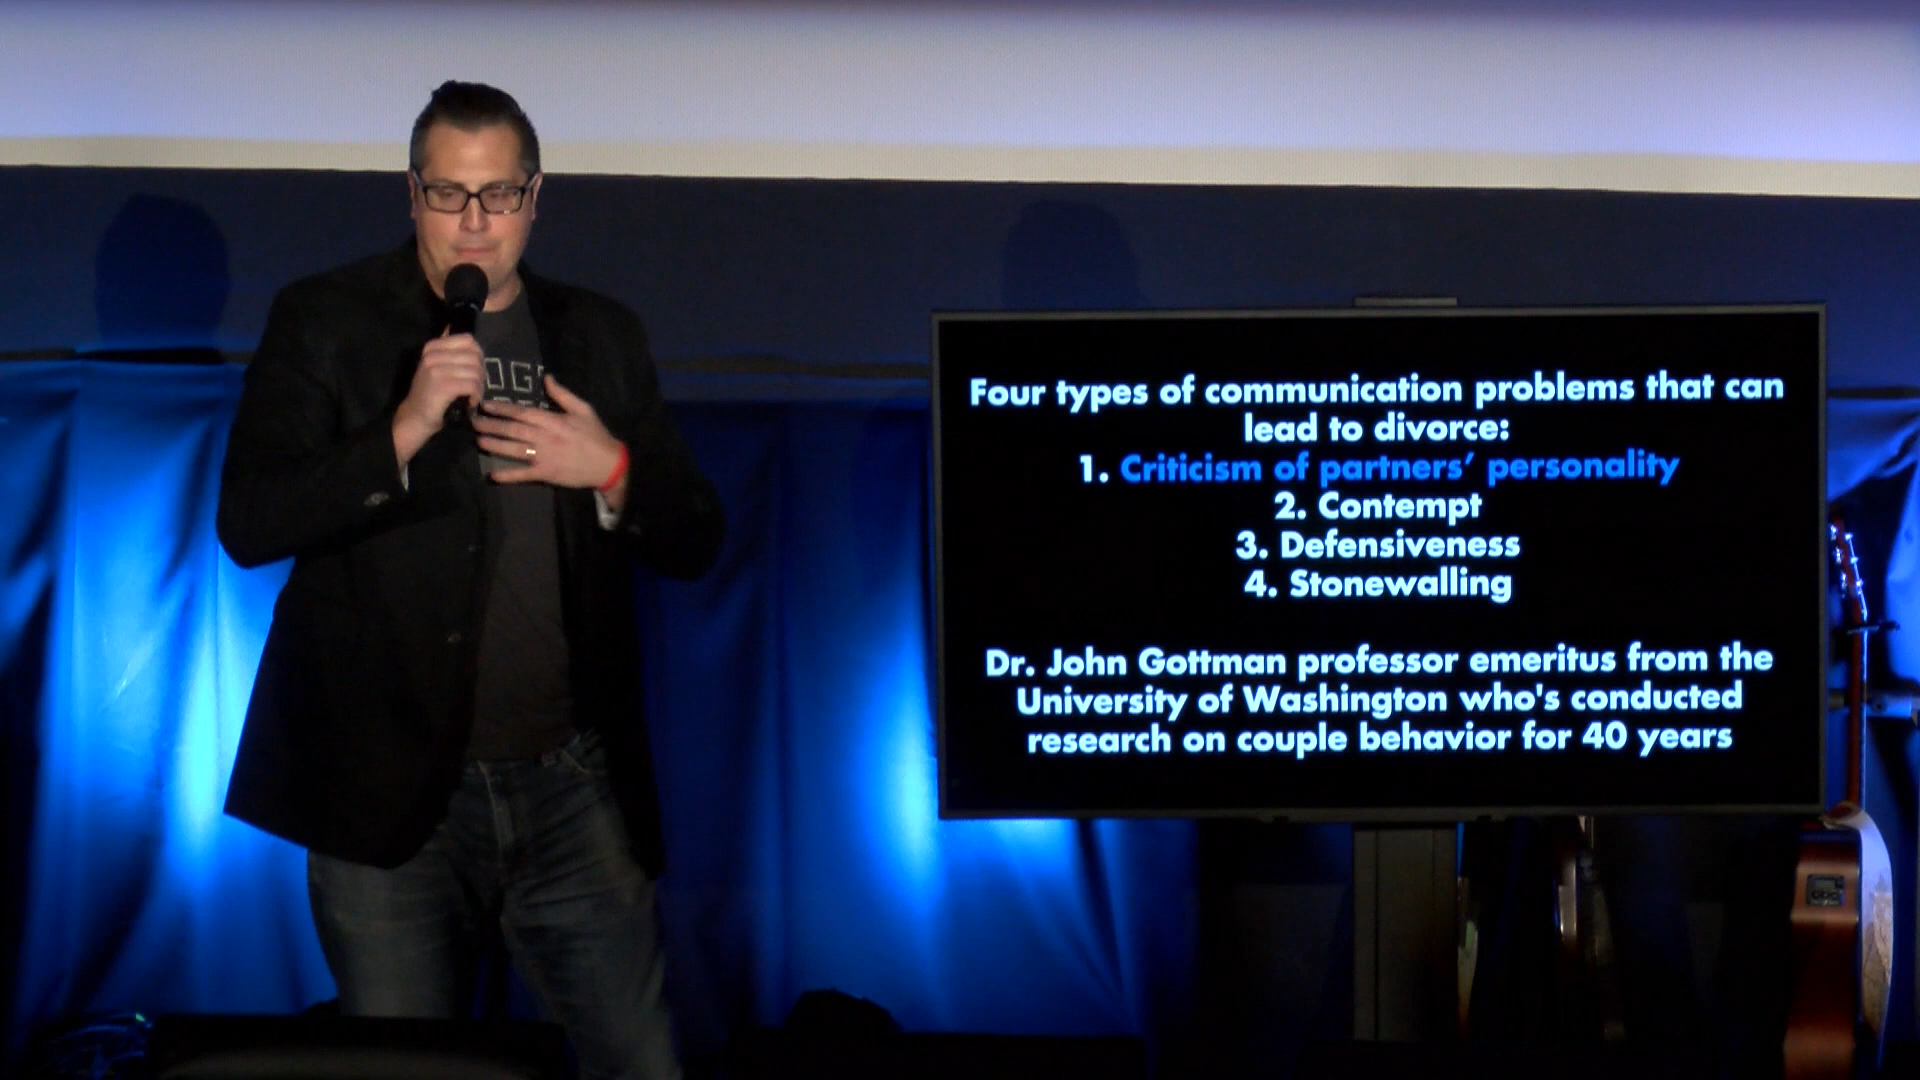 Four types of communication problems that can
lead to divorce:
1. Criticism of partners’ personality
2. Contempt
3. Defensiveness
4. Stonewalling
Dr. John Gottman professor emeritus from the
University of Washington who's conducted
research on couple behavior for 40 years